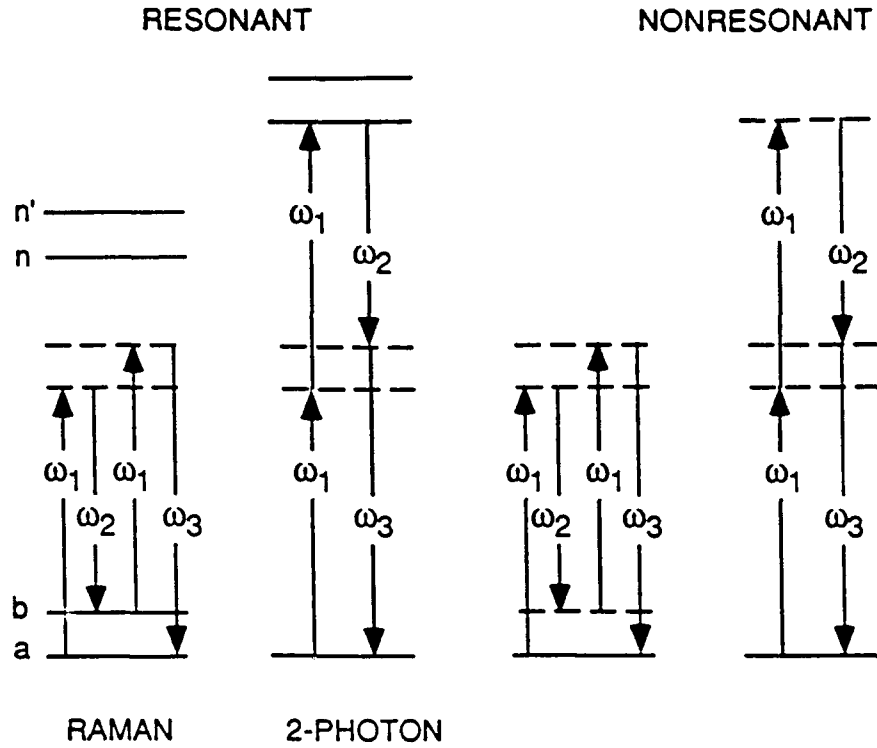 RESONANT NONRESONANT
ω1 ω1
n' ω2 ω2
n
ω1 ω1 ω1 ω1 ω1 ω1
ω2 ω3 ω3 ω2 ω3 ω3
b
a
RAMAN 2-PHOTON